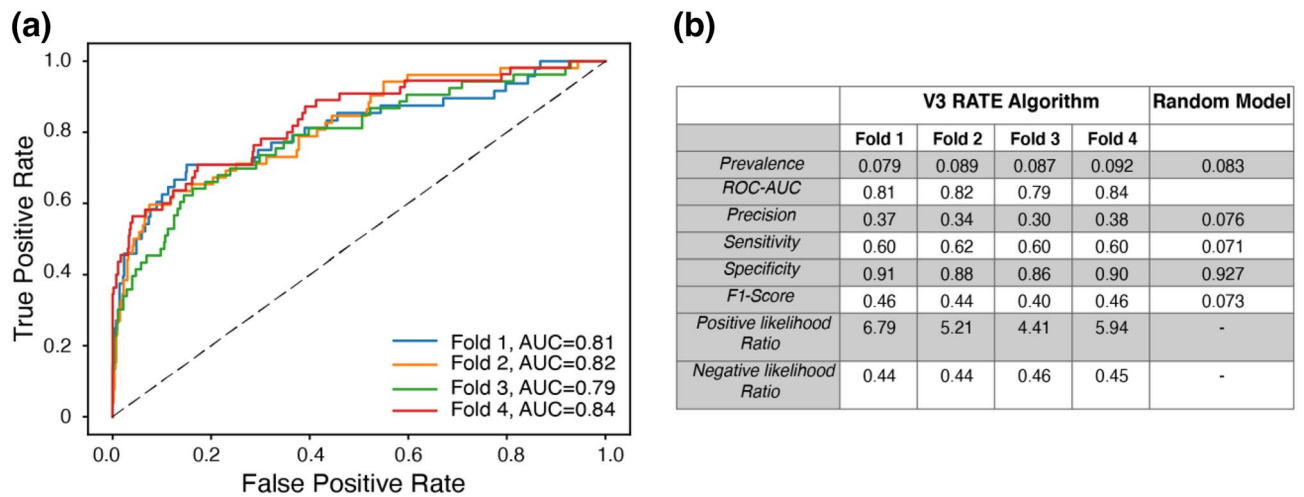 (a)
1.0
0.8
0.6
0.4
0.2
0
True Positive Rate
0.0 0.2 0.4 0.6 0.8 1.0
False Positive Rate
Fold 1, AUC=0.81
Fold 2, AUC=0.82
Fold 3, AUC=0.79
Fold 4, AUC=0.84
(b)
V3 RATE Algorithm Random Model
Fold 1 Fold 2 Fold 3 Fold 4
Prevalence 0.079 0.089 0.087 0.092 0.083
ROC-AUC 0.81 0.82 0.79 0.84
Precision 0.37 0.34 0.30 0.38 0.076
Sensitivity 0.60 0.62 0.60 0.60 0.071
Specificity 0.91 0.88 0.86 0.90 0.927
F1-Score 0.46 0.44 0.40 0.46 0.073
Positive likelihood
Ratio 6.79 5.21 4.41 5.94 -
Negative likelihood
Ratio 0.44 0.44 0.46 0.45 -